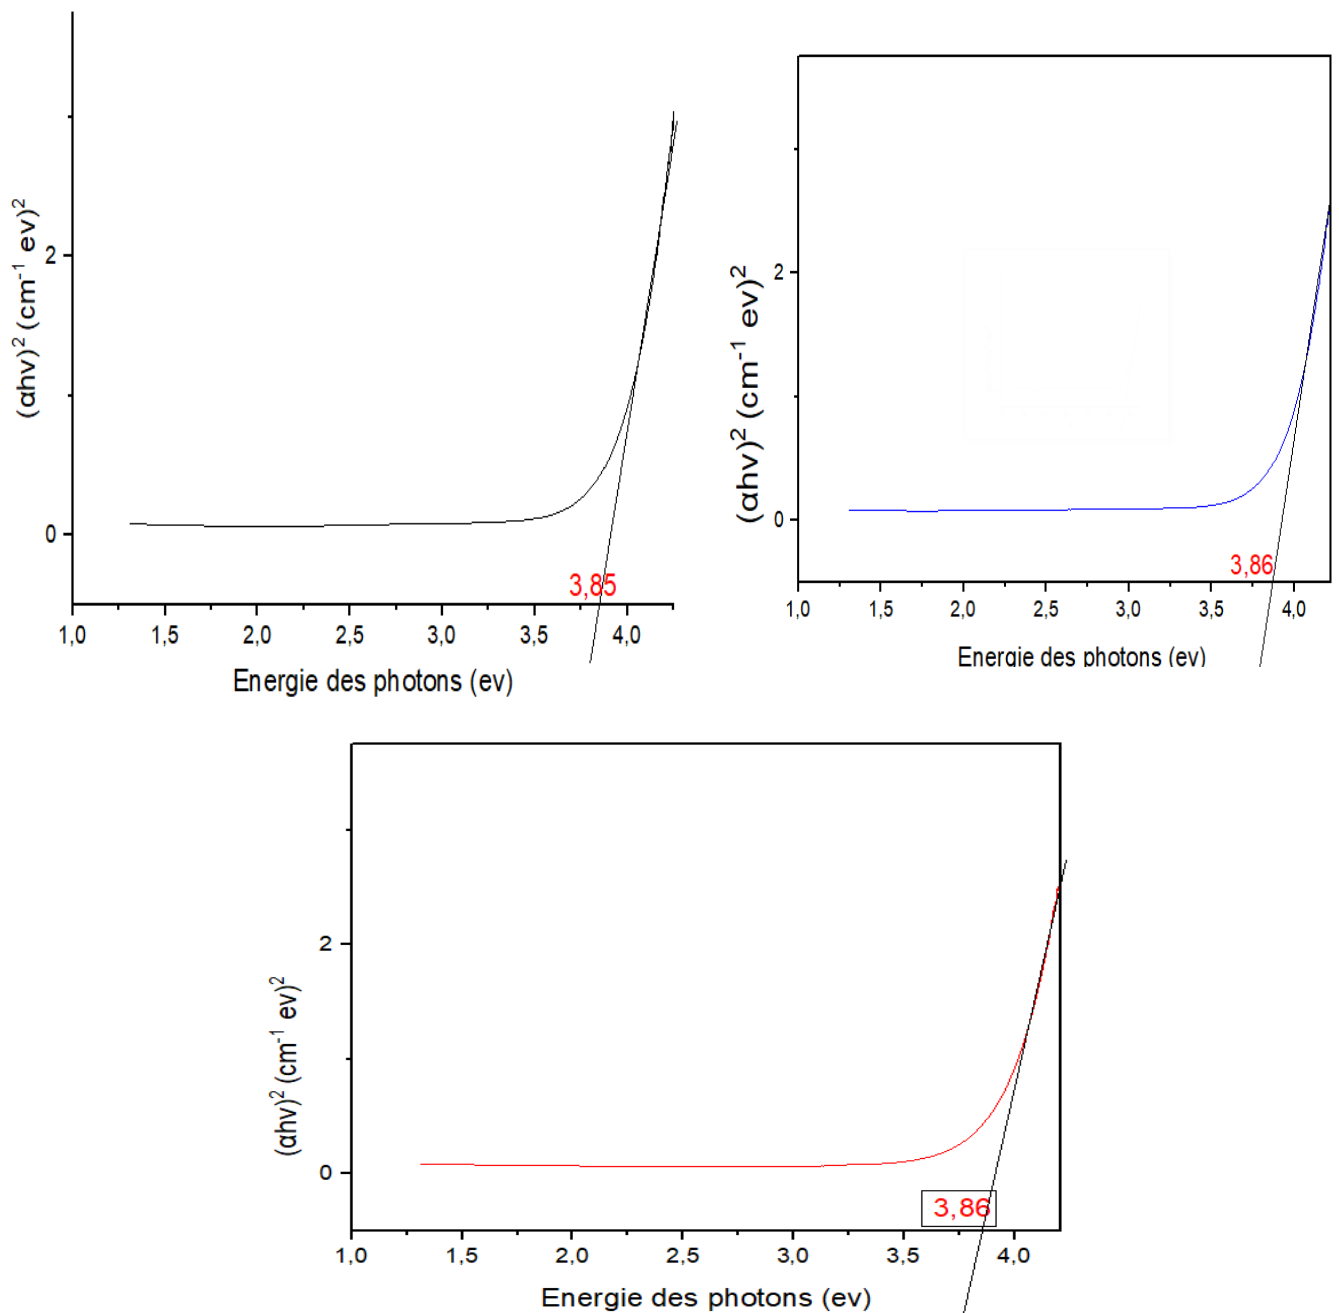 (αhν)² (cm⁻¹ ev)²
2
0
3,85
1,0 1,5 2,0 2,5 3,0 3,5 4,0
Energie des photons (ev)
(αhν)² (cm⁻¹ ev)²
2
0
3,86
1,0 1,5 2,0 2,5 3,0 3,5 4,0
Energie des photons (ev)
(αhν)² (cm⁻¹ ev)²
2
1
0
3,86
1,0 1,5 2,0 2,5 3,0 3,5 4,0
Energie des photons (ev)